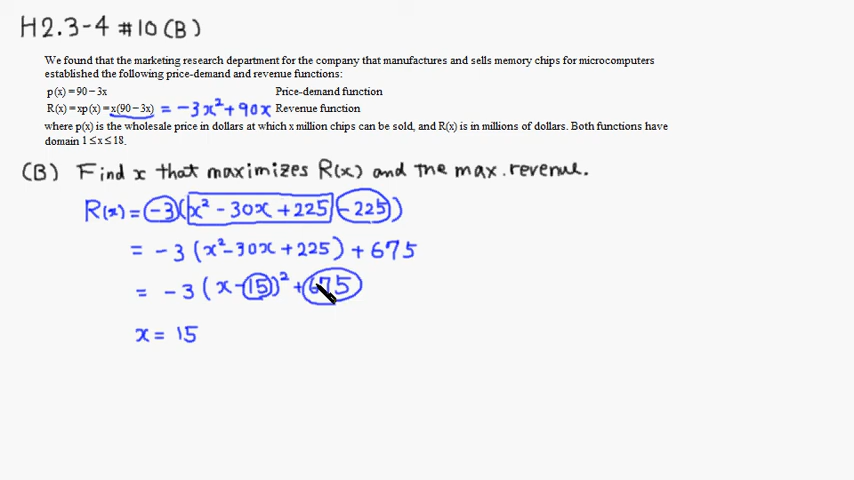 H2.3-4 #10 (B)
We found that the marketing research department for the company that manufactures and sells memory chips for microcomputers
established the following price-demand and revenue functions:
p(x) = 90 – 3x Price-demand function
R(x) = xp(x) = x(90 – 3x) = -3x² + 90x Revenue function
where p(x) is the wholesale price in dollars at which x million chips can be sold, and R(x) is in millions of dollars. Both functions have
domain 1 ≤ x ≤ 18.
(B) Find x that maximizes R(x) and the max. revenue.
R(x) = -3(x² - 30x + 225 - 225)
= -3(x² - 30x + 225) + 675
= -3(x - 15)² + 675
x = 15